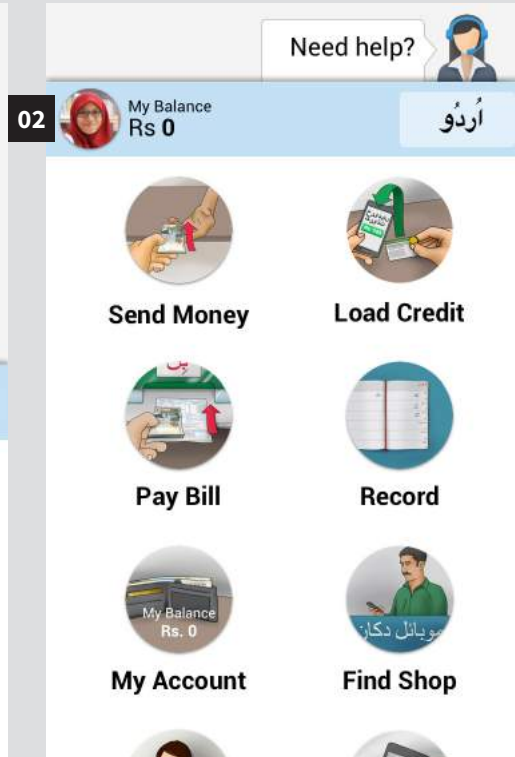 Need help?
02
My Balance
Rs 0
اُردُو
Send Money
Load Credit
بِل
Pay Bill
Record
My Balance
Rs. 0
موبائل دکان
My Account
Find Shop